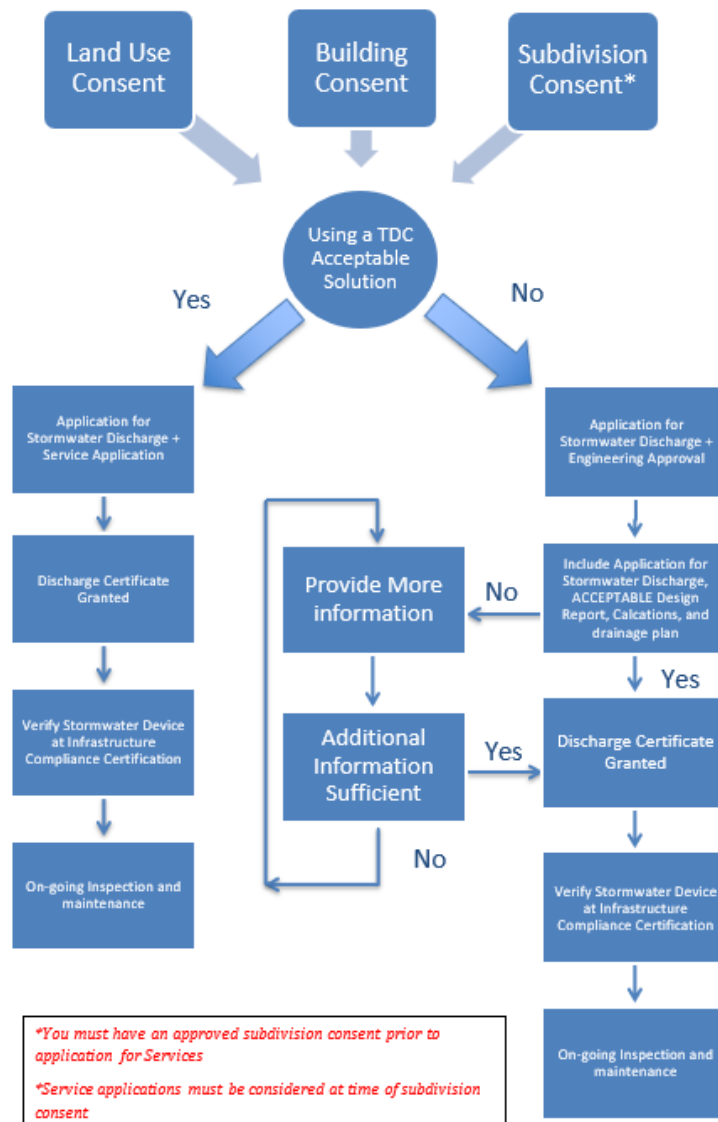 Land Use
Consent
Building
Consent
Subdivision
Consent*
Using a TDC
Acceptable
Solution
Yes
No
Application for
Stormwater Discharge +
Service Application
Application for
Stormwater Discharge +
Engineering Approval
Discharge Certificate
Granted
Provide More
information
No
Include Application for
Stormwater Discharge,
ACCEPTABLE Design
Report, Calcations, and
drainage plan
Yes
Verify Stormwater Device
at Infrastructure
Compliance Certification
Additional
Information
Sufficient
Yes
Discharge Certificate
Granted
No
On-going Inspection and
maintenance
Verify Stormwater Device
at Infrastructure
Compliance Certification
On-going Inspection and
maintenance
*You must have an approved subdivision consent prior to
application for Services
*Service applications must be considered at time of subdivision
consent